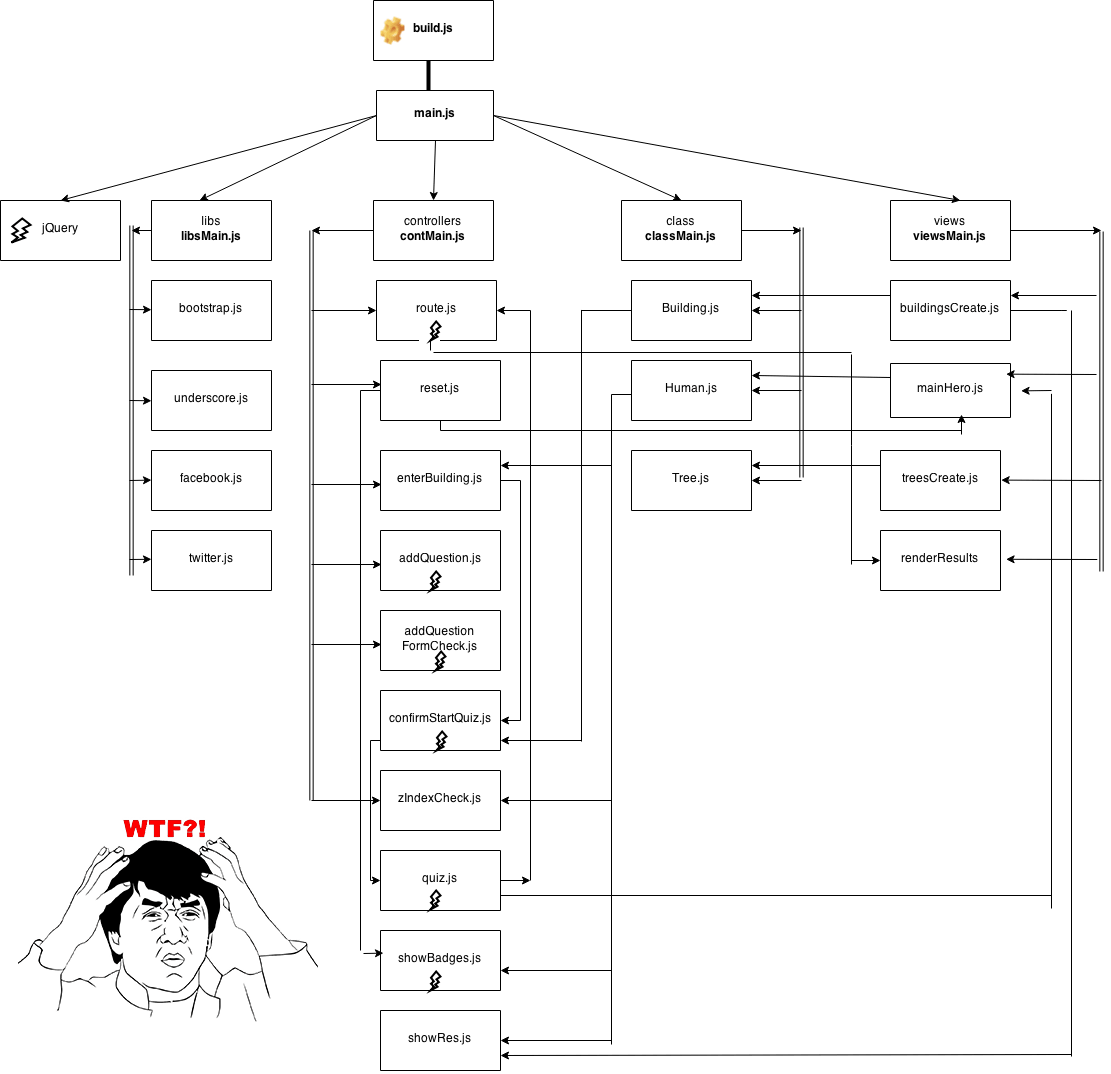 build.js
main.js
jQuery
libs
libsMain.js
controllers
contMain.js
class
classMain.js
views
viewsMain.js
bootstrap.js
route.js
Building.js
buildingsCreate.js
underscore.js
reset.js
Human.js
mainHero.js
facebook.js
enterBuilding.js
Tree.js
treesCreate.js
twitter.js
addQuestion.js
renderResults
addQuestion
FormCheck.js
confirmStartQuiz.js
zIndexCheck.js
WTF?!
quiz.js
showBadges.js
showRes.js